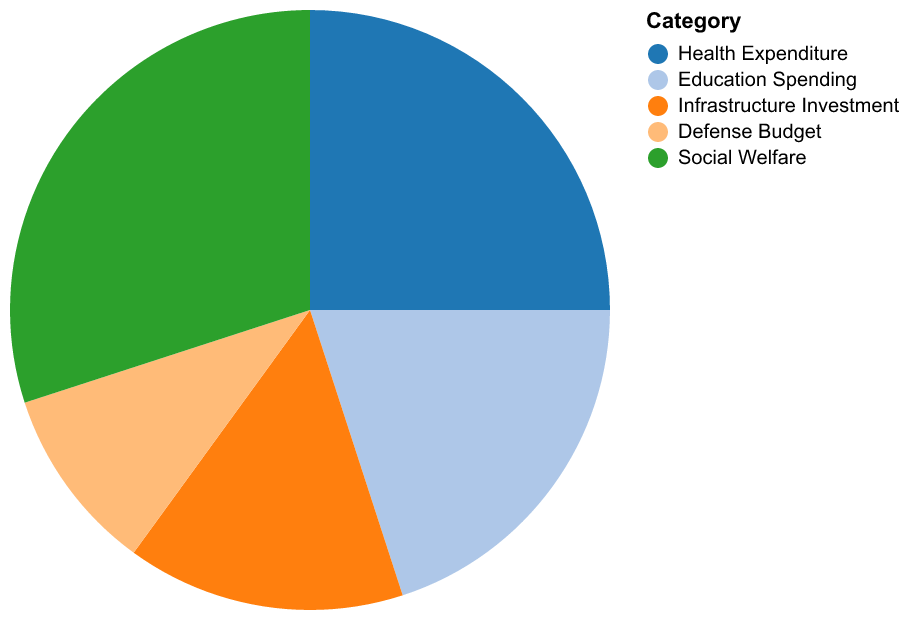 Category
Health Expenditure
Education Spending
Infrastructure Investment
Defense Budget
Social Welfare